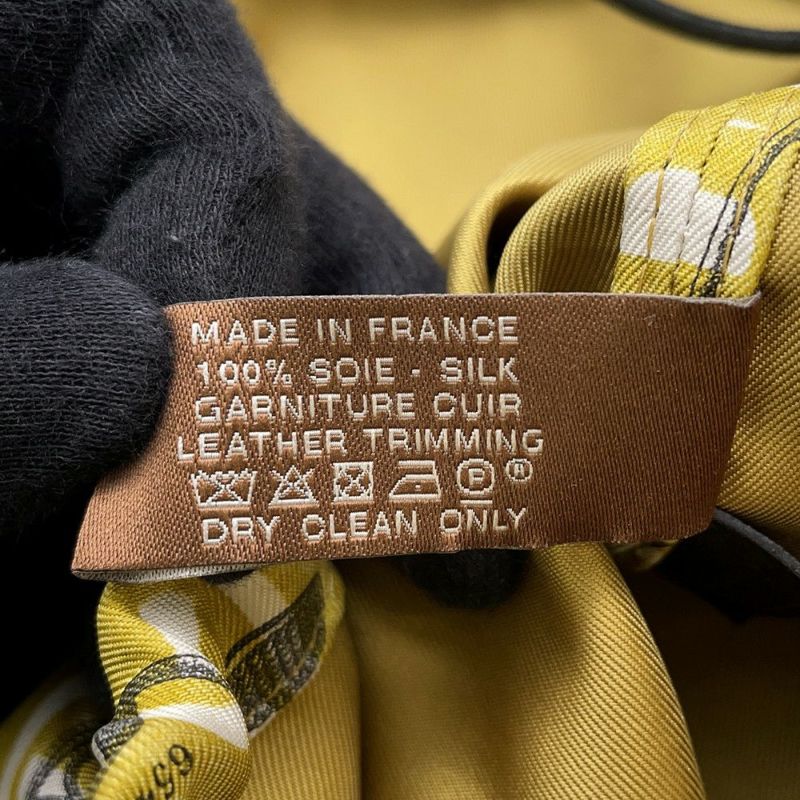 MADE IN FRANCE
100% SOIE - SILK
GARNITURE CUIR
LEATHER TRIMMING
P ®
DRY CLEAN ONLY